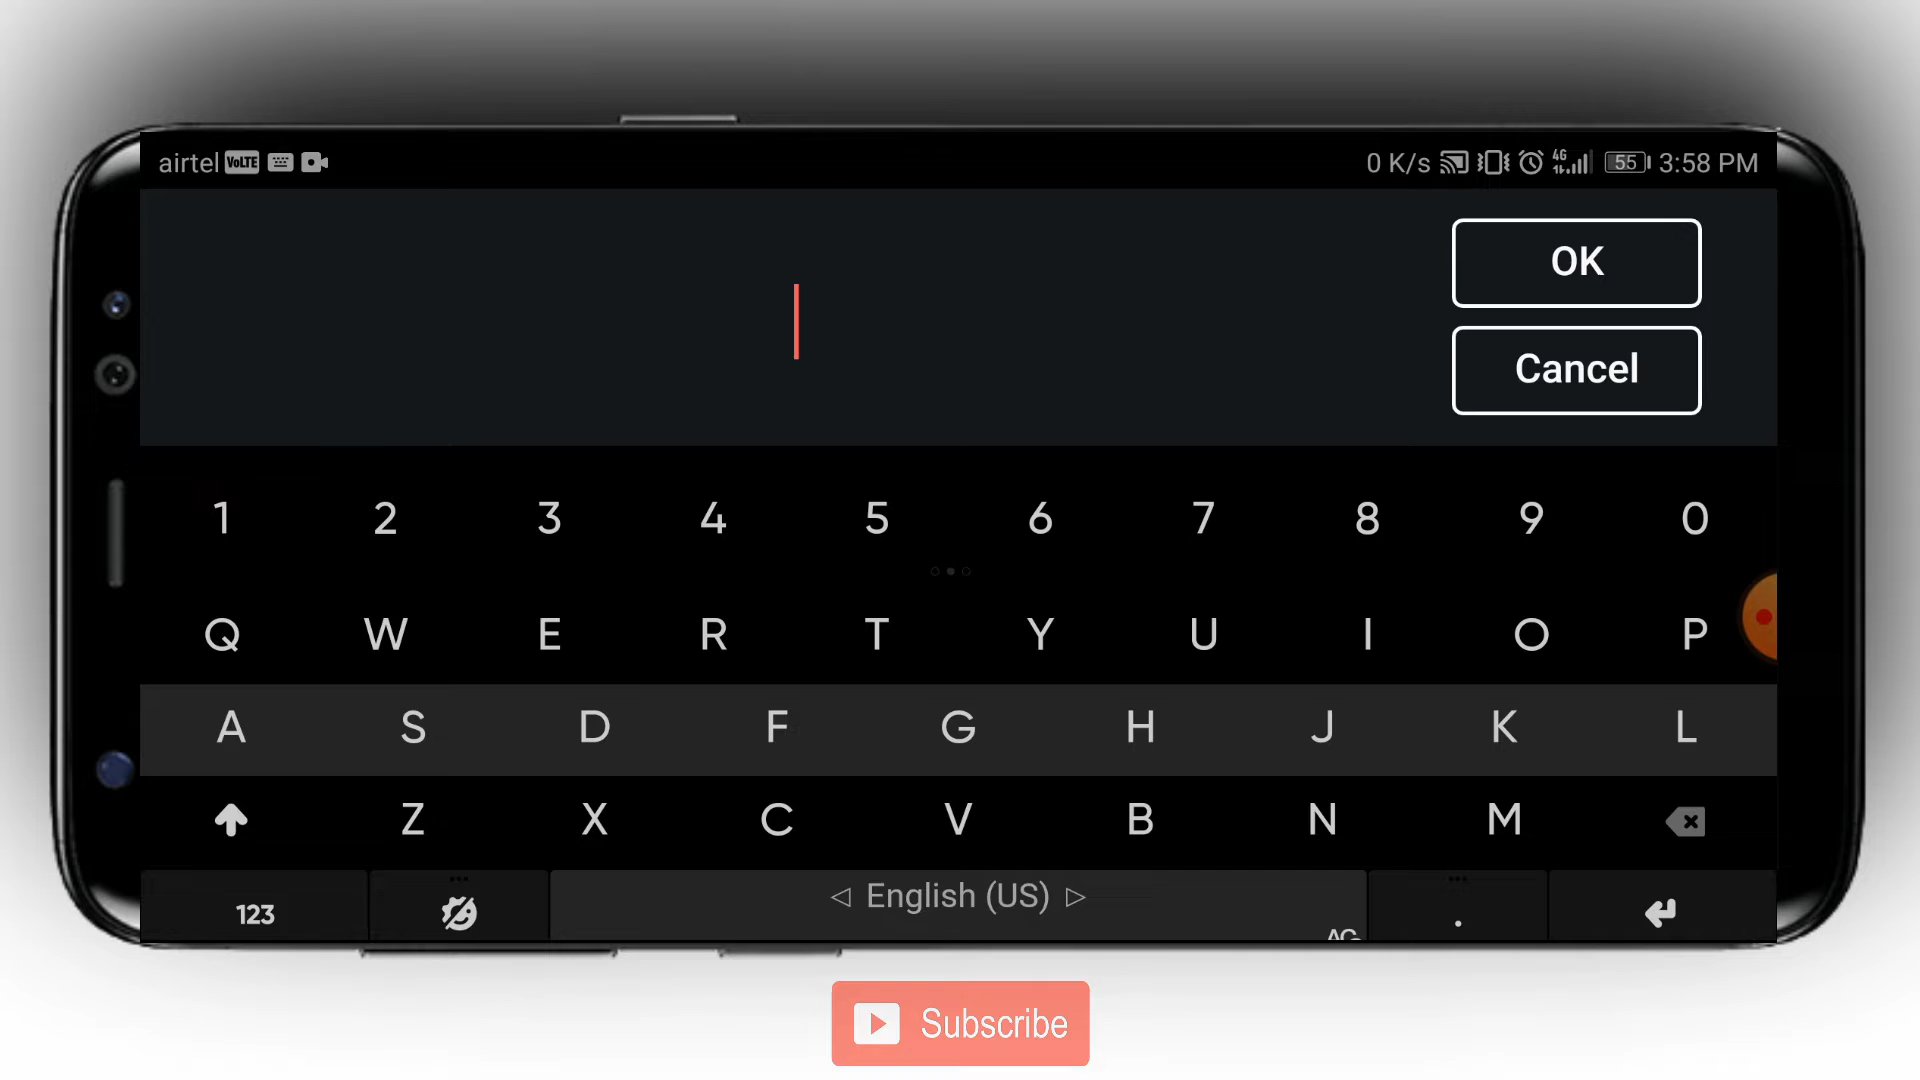 airtel VoLTE 0 K/s 4G 55 3:58 PM
OK
Cancel
1 2 3 4 5 6 7 8 9 0
Q W E R T Y U I O P
A S D F G H J K L
Z X C V B N M
123 English (US) .
Subscribe